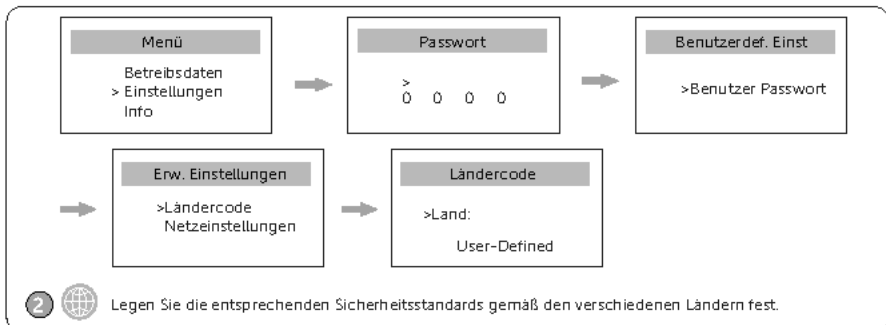 Menü
Betreibsdaten
> Einstellungen
Info
Passwort
>
0 0 0 0
Benutzerdef. Einst
>Benutzer Passwort
Erw. Einstellungen
>Ländercode
Netzeinstellungen
Ländercode
>Land:
User-Defined
2 Legen Sie die entsprechenden Sicherheitsstandards gemäß den verschiedenen Ländern fest.